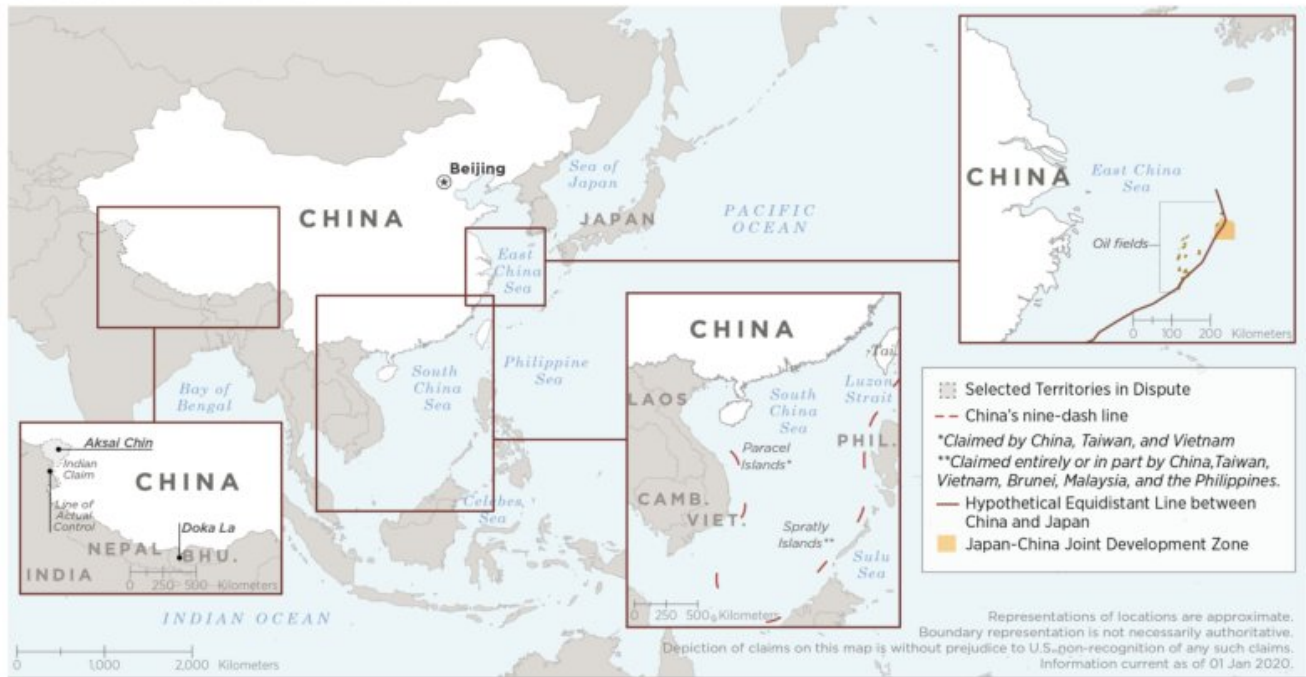 Beijing
CHINA
Sea of
Japan
JAPAN
PACIFIC
OCEAN
East
China
Sea
Philippine
Sea
South
China
Sea
Bay of
Bengal
Celebes
Sea
INDIAN OCEAN
0 1,000 2,000 Kilometers
Aksai Chin
Indian
Claim
CHINA
Line of
Actual
Control
Doka La
NEPAL
BHU.
INDIA
0 250 500 Kilometers
CHINA
Tai.
LAOS
South
China Sea
Luzon
Strait
PHIL.
Paracel
Islands*
CAMB.
VIET.
Spratly
Islands**
Sulu
Sea
0 250 500 Kilometers
CHINA
East China
Sea
Oil fields
0 100 200 Kilometers
Selected Territories in Dispute
China's nine-dash line
*Claimed by China, Taiwan, and Vietnam
**Claimed entirely or in part by China,Taiwan,
Vietnam, Brunei, Malaysia, and the Philippines.
Hypothetical Equidistant Line between
China and Japan
Japan-China Joint Development Zone
Representations of locations are approximate.
Boundary representation is not necessarily authoritative.
Depiction of claims on this map is without prejudice to U.S. non-recognition of any such claims.
Information current as of 01 Jan 2020.